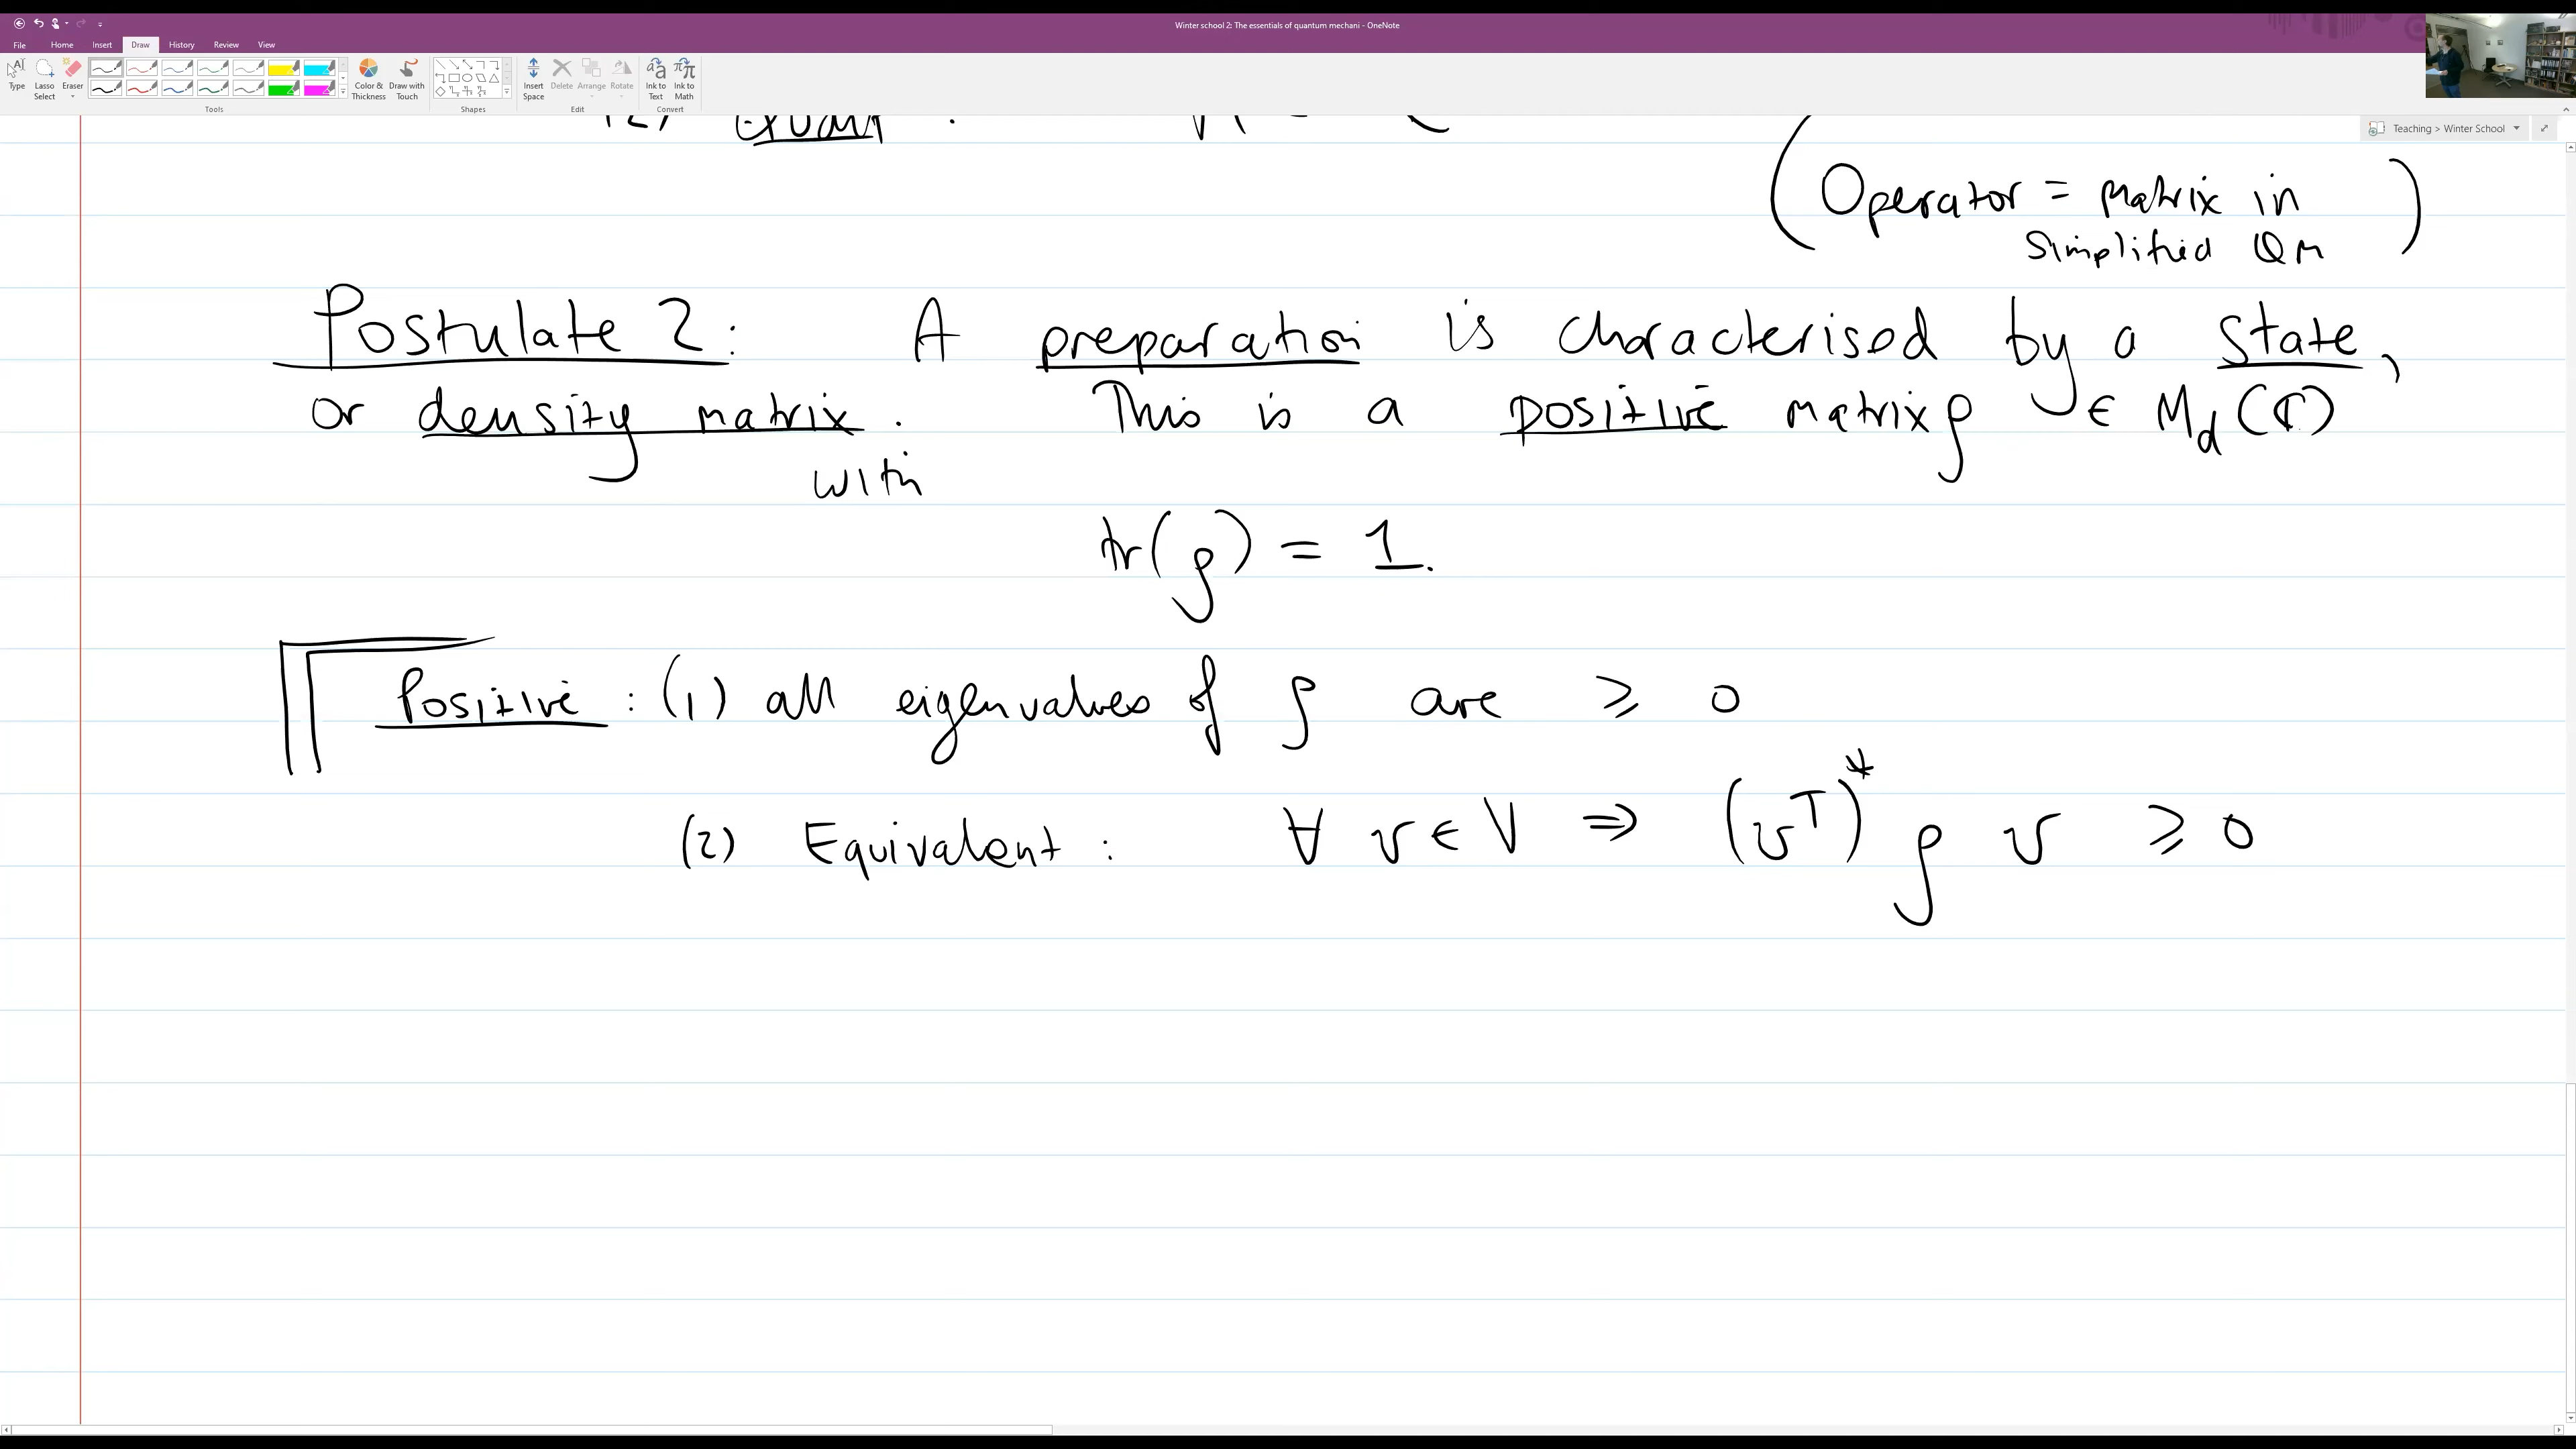 Winter school 2: The essentials of quantum mechani - OneNote
File Home Insert Draw History Review View
Type Lasso Select Eraser Color & Thickness Draw with Touch Insert Space Delete Arrange Rotate Ink to Text Ink to Math
Tools Shapes Edit Convert
Teaching > Winter School
(Operator = matrix in
simplified QM)
Postulate 2: A preparation is characterised by a state,
or density matrix. This is a positive matrix ρ ∈ M_d(ℂ)
with
tr(ρ) = 1.
Positive: (1) all eigenvalues of ρ are ⩾ 0
(2) Equivalent: ∀ v ∈ V ⇒ (v^T)^* ρ v ⩾ 0